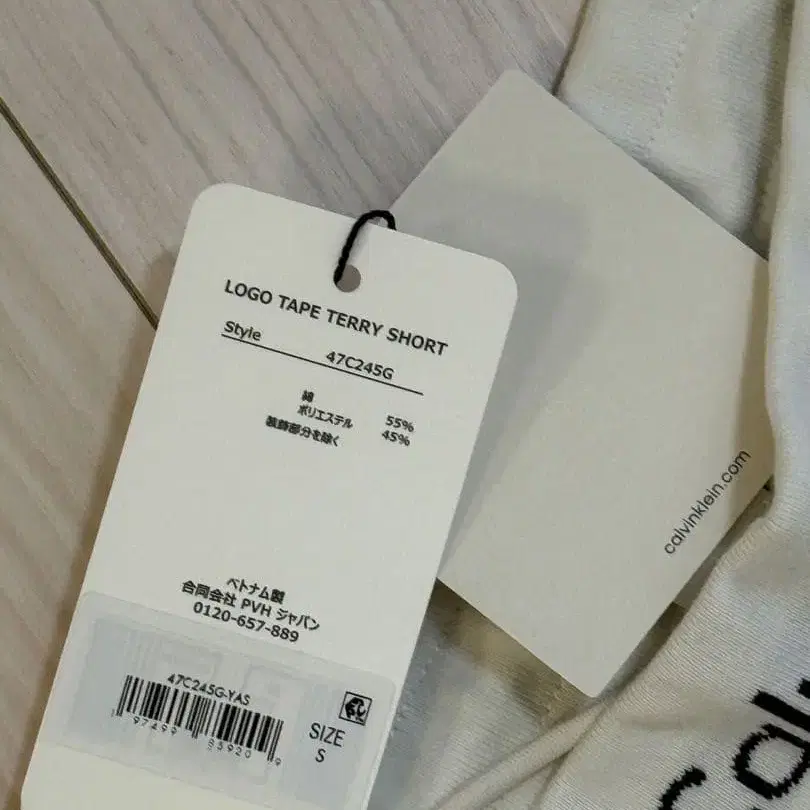 LOGO TAPE TERRY SHORT
Style 47C245G
綿 55%
ポリエステル 45%
装飾部分を除く
ベトナム製
合同会社 PVH ジャパン
0120-657-889
47C245G-YAS
SIZE
S
calvinklein.com
Calv